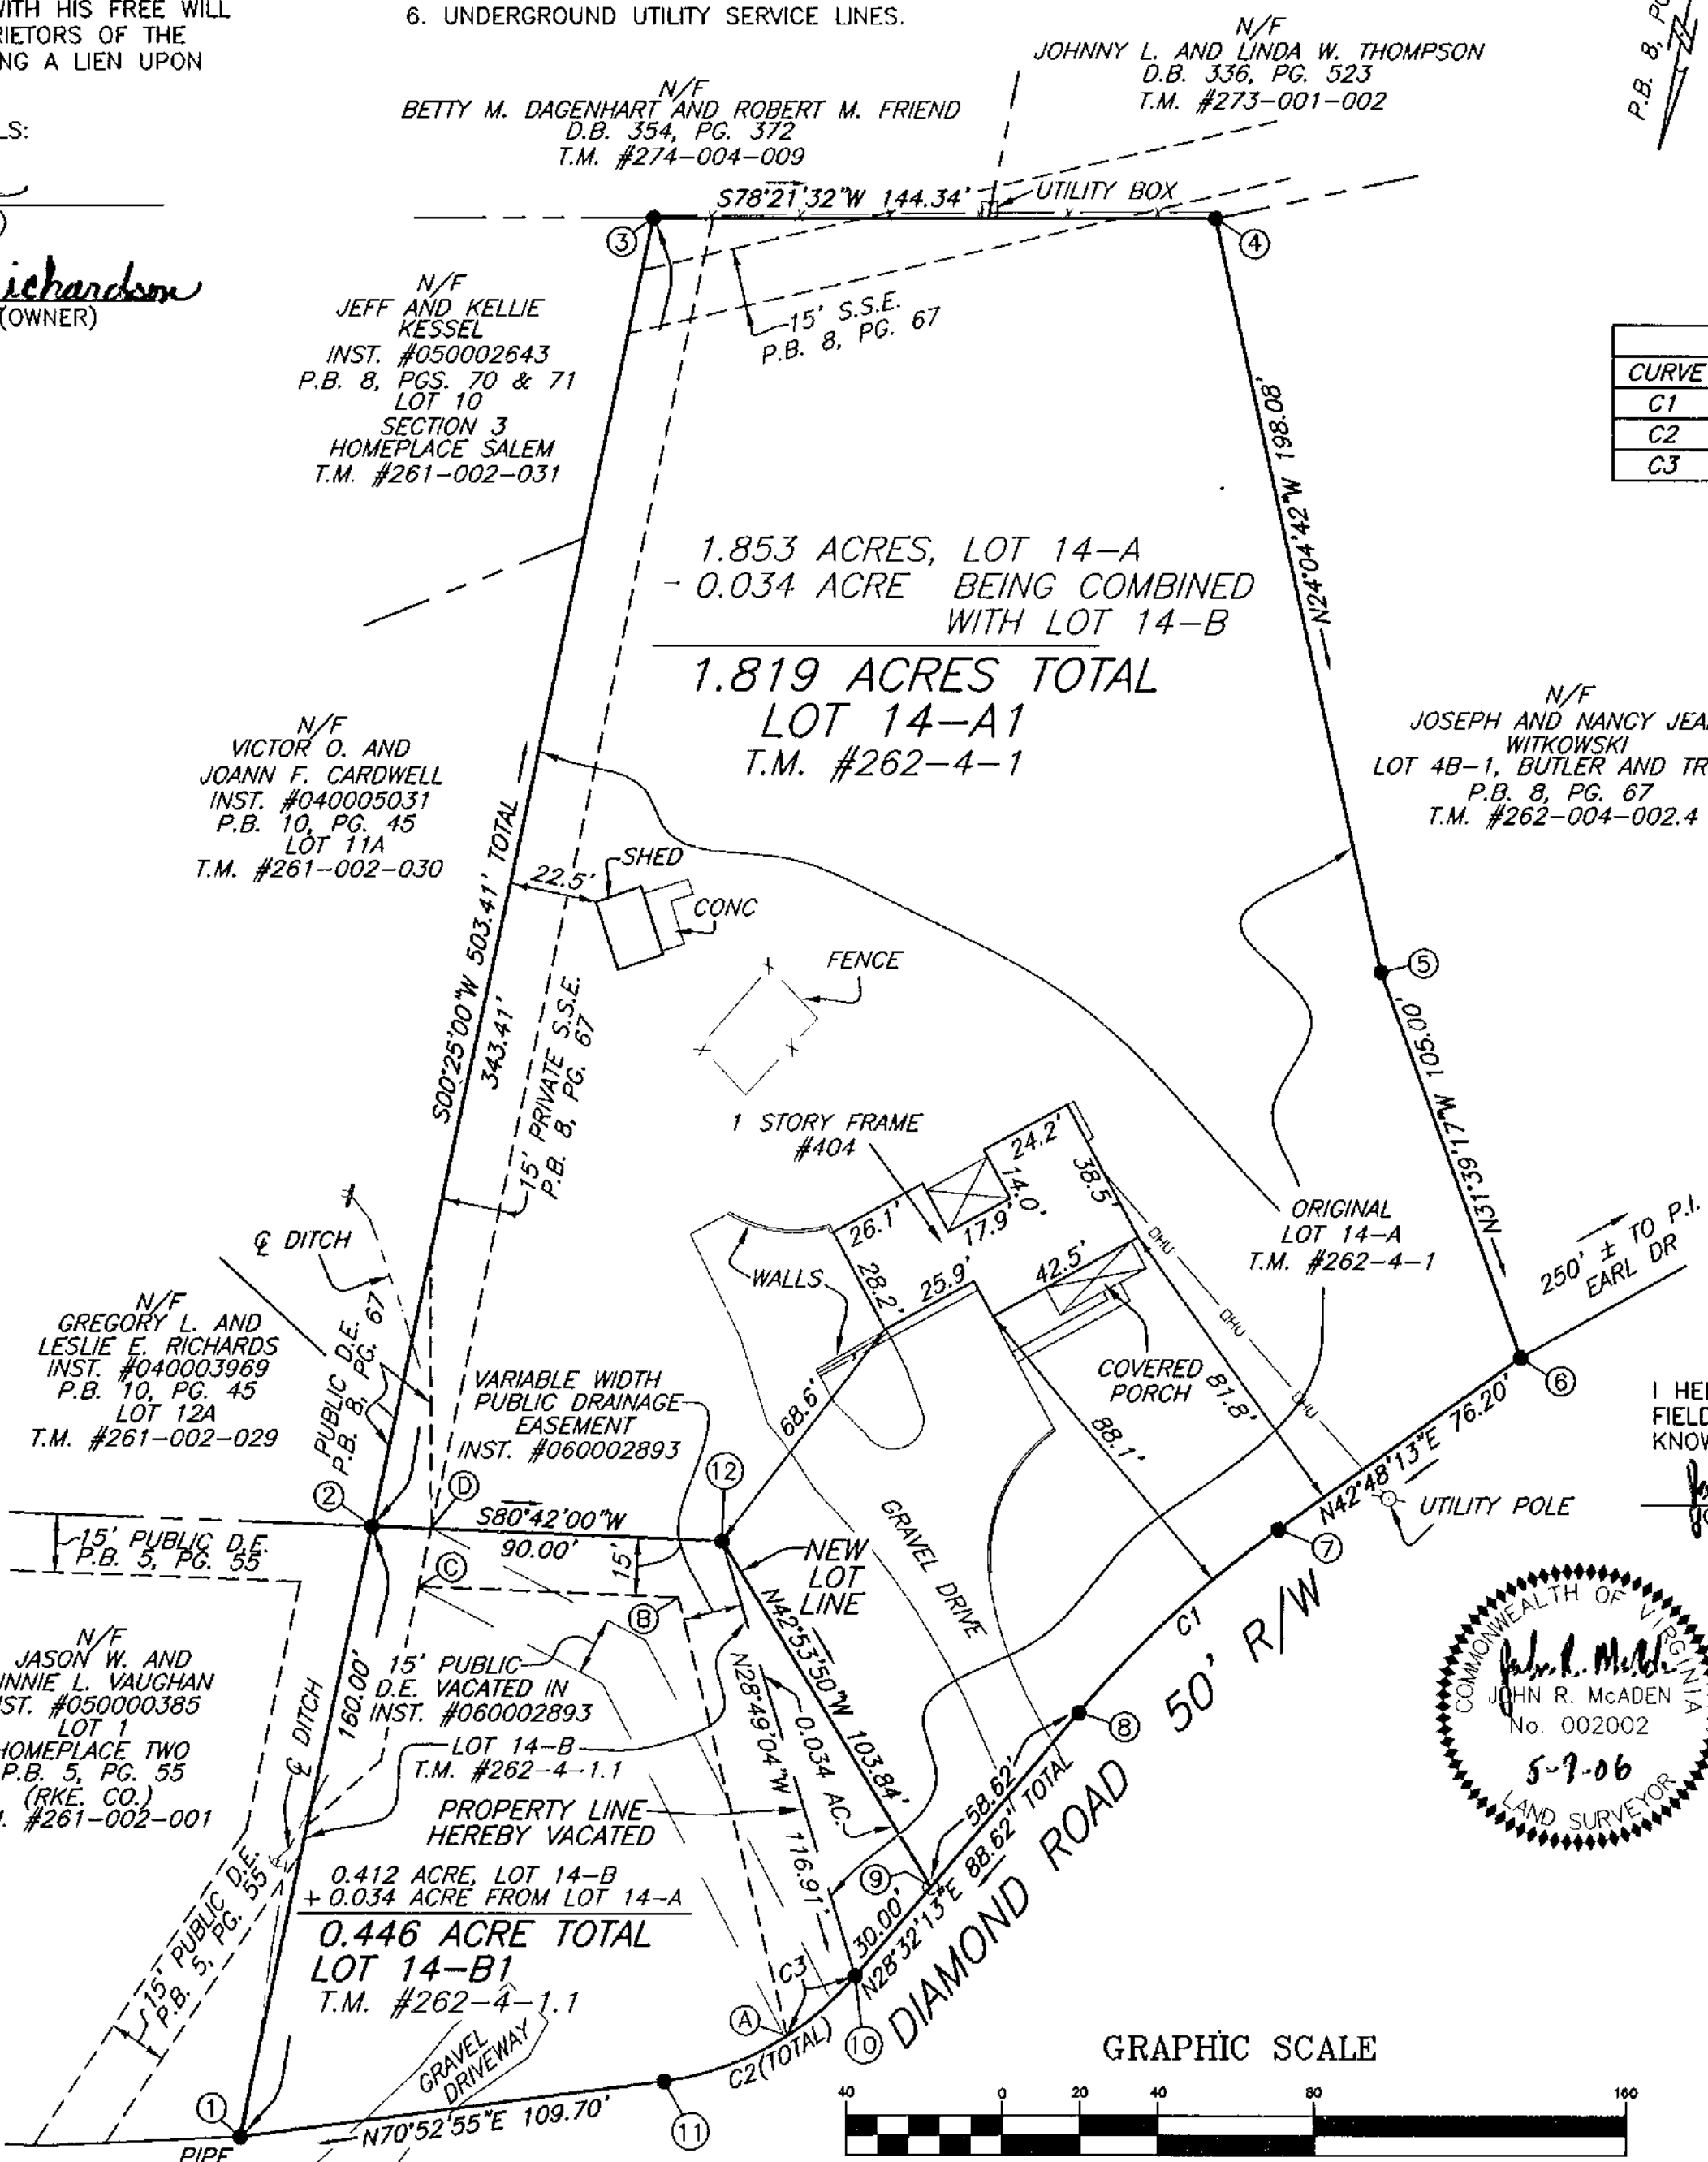 WITH HIS FREE WILL
RIETORS OF THE
NG A LIEN UPON
LS:
ichardson
(OWNER)
6. UNDERGROUND UTILITY SERVICE LINES.
N/F
BETTY M. DAGENHART AND ROBERT M. FRIEND
D.B. 354, PG. 372
T.M. #274-004-009
N/F
JOHNNY L. AND LINDA W. THOMPSON
D.B. 336, PG. 523
T.M. #273-001-002
P.B. 8, PG
S78°21'32"W 144.34'
UTILITY BOX
3
4
15' S.S.E.
P.B. 8, PG. 67
N/F
JEFF AND KELLIE
KESSEL
INST. #050002643
P.B. 8, PGS. 70 & 71
LOT 10
SECTION 3
HOMEPLACE SALEM
T.M. #261-002-031
CURVE
C1
C2
C3
N24°04'42"W 198.08'
1.853 ACRES, LOT 14-A
- 0.034 ACRE BEING COMBINED
WITH LOT 14-B
1.819 ACRES TOTAL
LOT 14-A1
T.M. #262-4-1
N/F
VICTOR O. AND
JOANN F. CARDWELL
INST. #040005031
P.B. 10, PG. 45
LOT 11A
T.M. #261-002-030
N/F
JOSEPH AND NANCY JEA
WITKOWSKI
LOT 4B-1, BUTLER AND TR
P.B. 8, PG. 67
T.M. #262-004-002.4
S00°25'00"W 503.41' TOTAL
343.41'
22.5'
SHED
CONC
FENCE
5
15' PRIVATE S.S.E.
P.B. 8, PG. 67
N31°39'17"W 105.00'
1 STORY FRAME
#404
24.2'
14.0'
38.5'
26.1'
17.9'
28.2'
25.9'
42.5'
OHU
OHU
OHU
WALLS
ORIGINAL
LOT 14-A
T.M. #262-4-1
250' ± TO P.I.
EARL DR
℄ DITCH
N/F
GREGORY L. AND
LESLIE E. RICHARDS
INST. #040003969
P.B. 10, PG. 45
LOT 12A
T.M. #261-002-029
PUBLIC D.E.
P.B. 8, PG. 67
VARIABLE WIDTH
PUBLIC DRAINAGE
EASEMENT
INST. #060002893
68.6'
COVERED
PORCH
81.8'
88.1'
6
N42°48'13"E 76.20'
UTILITY POLE
I HE
FIELD
KNOW
2
D
12
S80°42'00"W
90.00'
15'
15' PUBLIC D.E.
P.B. 5, PG. 55
C
B
NEW
LOT
LINE
GRAVEL DRIVE
7
C1
N42°53'50"W 103.84'
N28°49'04"W 116.91'
0.034 AC.
N/F
JASON W. AND
NNIE L. VAUGHAN
ST. #050000385
LOT 1
HOMEPLACE TWO
P.B. 5, PG. 55
(RKE. CO.)
. #261-002-001
℄ DITCH
160.00'
15' PUBLIC
D.E. VACATED IN
INST. #060002893
LOT 14-B
T.M. #262-4-1.1
PROPERTY LINE
HEREBY VACATED
8
58.62'
N28°32'13"E 88.62' TOTAL
30.00'
9
DIAMOND ROAD 50' R/W
COMMONWEALTH OF VIRGINIA
JOHN R. McADEN
No. 002002
5-9-06
LAND SURVEYOR
0.412 ACRE, LOT 14-B
+ 0.034 ACRE FROM LOT 14-A
0.446 ACRE TOTAL
LOT 14-B1
T.M. #262-4-1.1
15' PUBLIC D.E.
P.B. 5, PG. 55
C3
A
10
C2(TOTAL)
GRAVEL
DRIVEWAY
1
PIPE
N70°52'55"E 109.70'
11
GRAPHIC SCALE
40 0 20 40 80 160